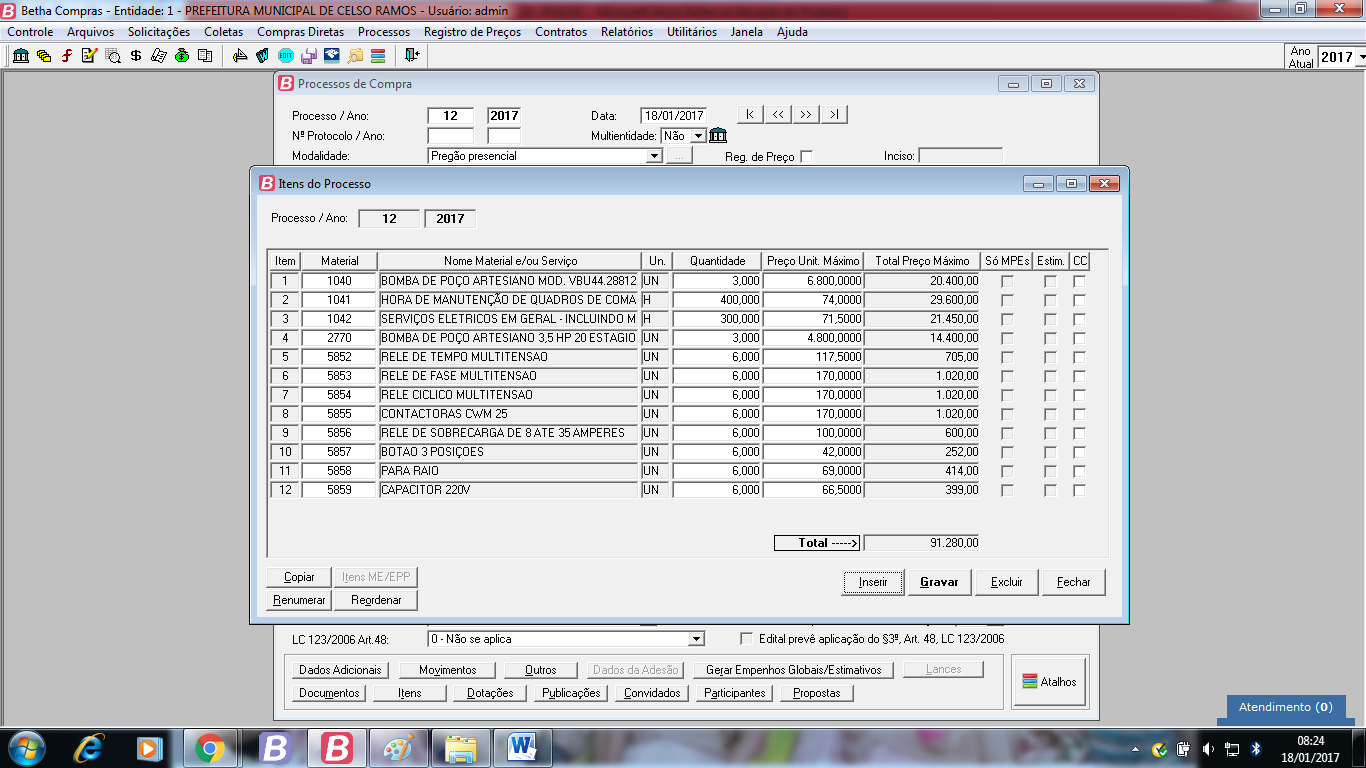 Betha Compras - Entidade: 1 - PREFEITURA MUNICIPAL DE CELSO RAMOS - Usuário: admin
Controle Arquivos Solicitações Coletas Compras Diretas Processos Registro de Preços Contratos Relatórios Utilitários Janela Ajuda
Ano Atual 2017
Processos de Compra
Processo / Ano: 12 2017 Data: 18/01/2017 |< << >> >|
Nº Protocolo / Ano: Multientidade: Não
Modalidade: Pregão presencial ... Reg. de Preço Inciso:
Itens do Processo
Processo / Ano: 12 2017
Item Material Nome Material e/ou Serviço Un. Quantidade Preço Unit. Máximo Total Preço Máximo Só MPEs Estim. CC
1 1040 BOMBA DE POÇO ARTESIANO MOD. VBU44.28812 UN 3,000 6.800,0000 20.400,00
2 1041 HORA DE MANUTENÇÃO DE QUADROS DE COMA H 400,000 74,0000 29.600,00
3 1042 SERVIÇOS ELETRICOS EM GERAL - INCLUINDO M H 300,000 71,5000 21.450,00
4 2770 BOMBA DE POÇO ARTESIANO 3,5 HP 20 ESTAGIO UN 3,000 4.800,0000 14.400,00
5 5852 RELE DE TEMPO MULTITENSAO UN 6,000 117,5000 705,00
6 5853 RELE DE FASE MULTITENSAO UN 6,000 170,0000 1.020,00
7 5854 RELE CICLICO MULTITENSAO UN 6,000 170,0000 1.020,00
8 5855 CONTACTORAS CWM 25 UN 6,000 170,0000 1.020,00
9 5856 RELE DE SOBRECARGA DE 8 ATE 35 AMPERES UN 6,000 100,0000 600,00
10 5857 BOTAO 3 POSIÇOES UN 6,000 42,0000 252,00
11 5858 PARA RAIO UN 6,000 69,0000 414,00
12 5859 CAPACITOR 220V UN 6,000 66,5000 399,00
Total -----> 91.280,00
Copiar Itens ME/EPP Inserir Gravar Excluir Fechar
Renumerar Reordenar
LC 123/2006 Art.48: 0 - Não se aplica Edital prevê aplicação do §3º, Art. 48, LC 123/2006
Dados Adicionais Movimentos Outros Dados da Adesão Gerar Empenhos Globais/Estimativos Lances
Atalhos
Documentos Itens Dotações Publicações Convidados Participantes Propostas
Atendimento (0)
08:24
18/01/2017